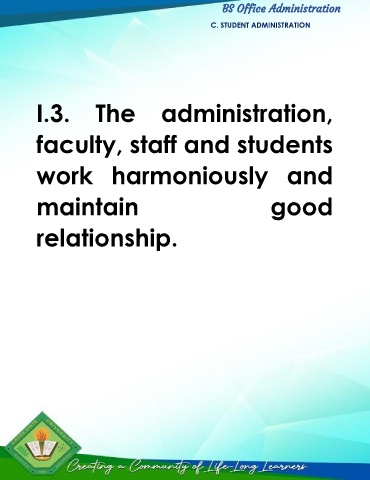 BS Office Administration
C. STUDENT ADMINISTRATION
I.3. The administration,
faculty, staff and students
work harmoniously and
maintain good
relationship.
Creating a Community of Life-Long Learners